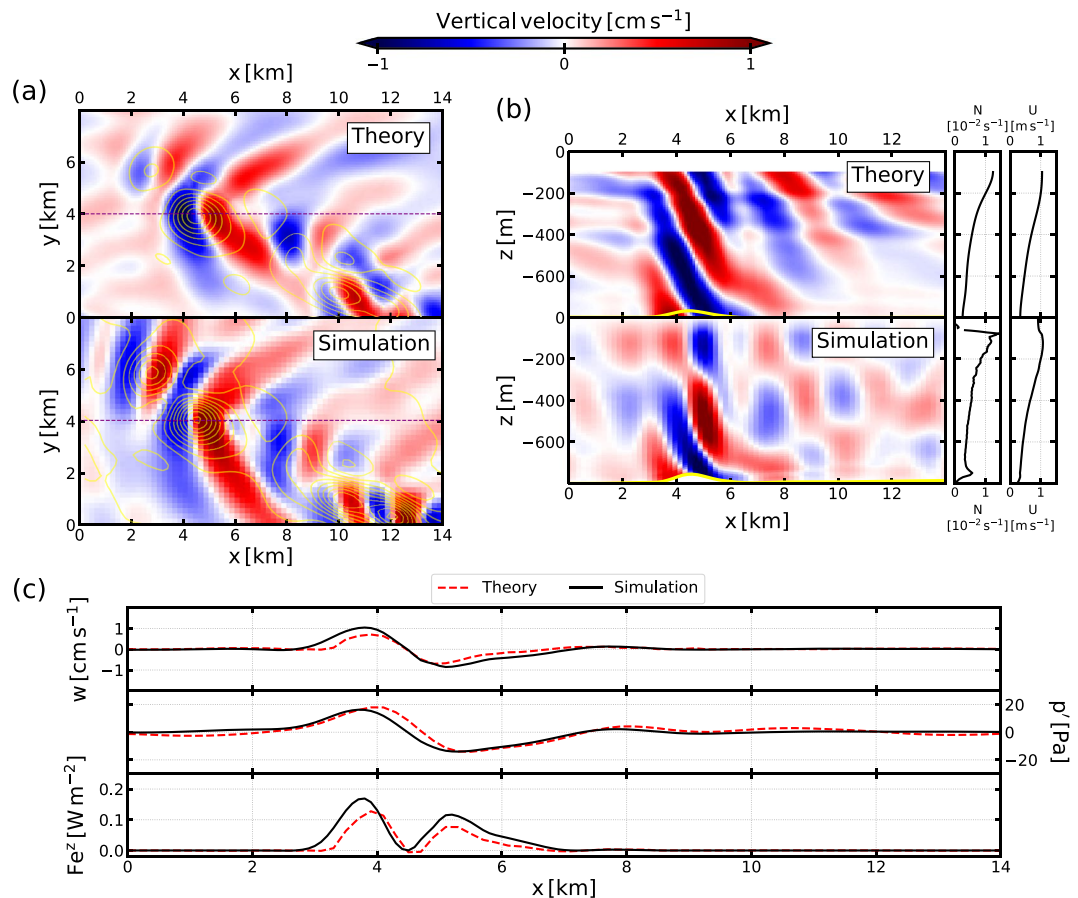 Vertical velocity [cm s⁻¹]
−1 0 1
(a)
x [km]
0 2 4 6 8 10 12 14
Theory
y [km]
6
4
2
0
Simulation
y [km]
6
4
2
0
0 2 4 6 8 10 12 14
x [km]
(b)
x [km]
0 2 4 6 8 10 12
N
[10⁻² s⁻¹]
0 1
U
[m s⁻¹]
0 1
Theory
z [m]
0
−200
−400
−600
Simulation
z [m]
0
−200
−400
−600
0 2 4 6 8 10 12
x [km]
0 1
N
[10⁻² s⁻¹]
0 1
U
[m s⁻¹]
(c)
Theory Simulation
w [cm s⁻¹]
1
0
−1
p′ [Pa]
20
0
−20
Feᶻ [W m⁻²]
0.2
0.1
0.0
0 2 4 6 8 10 12 14
x [km]